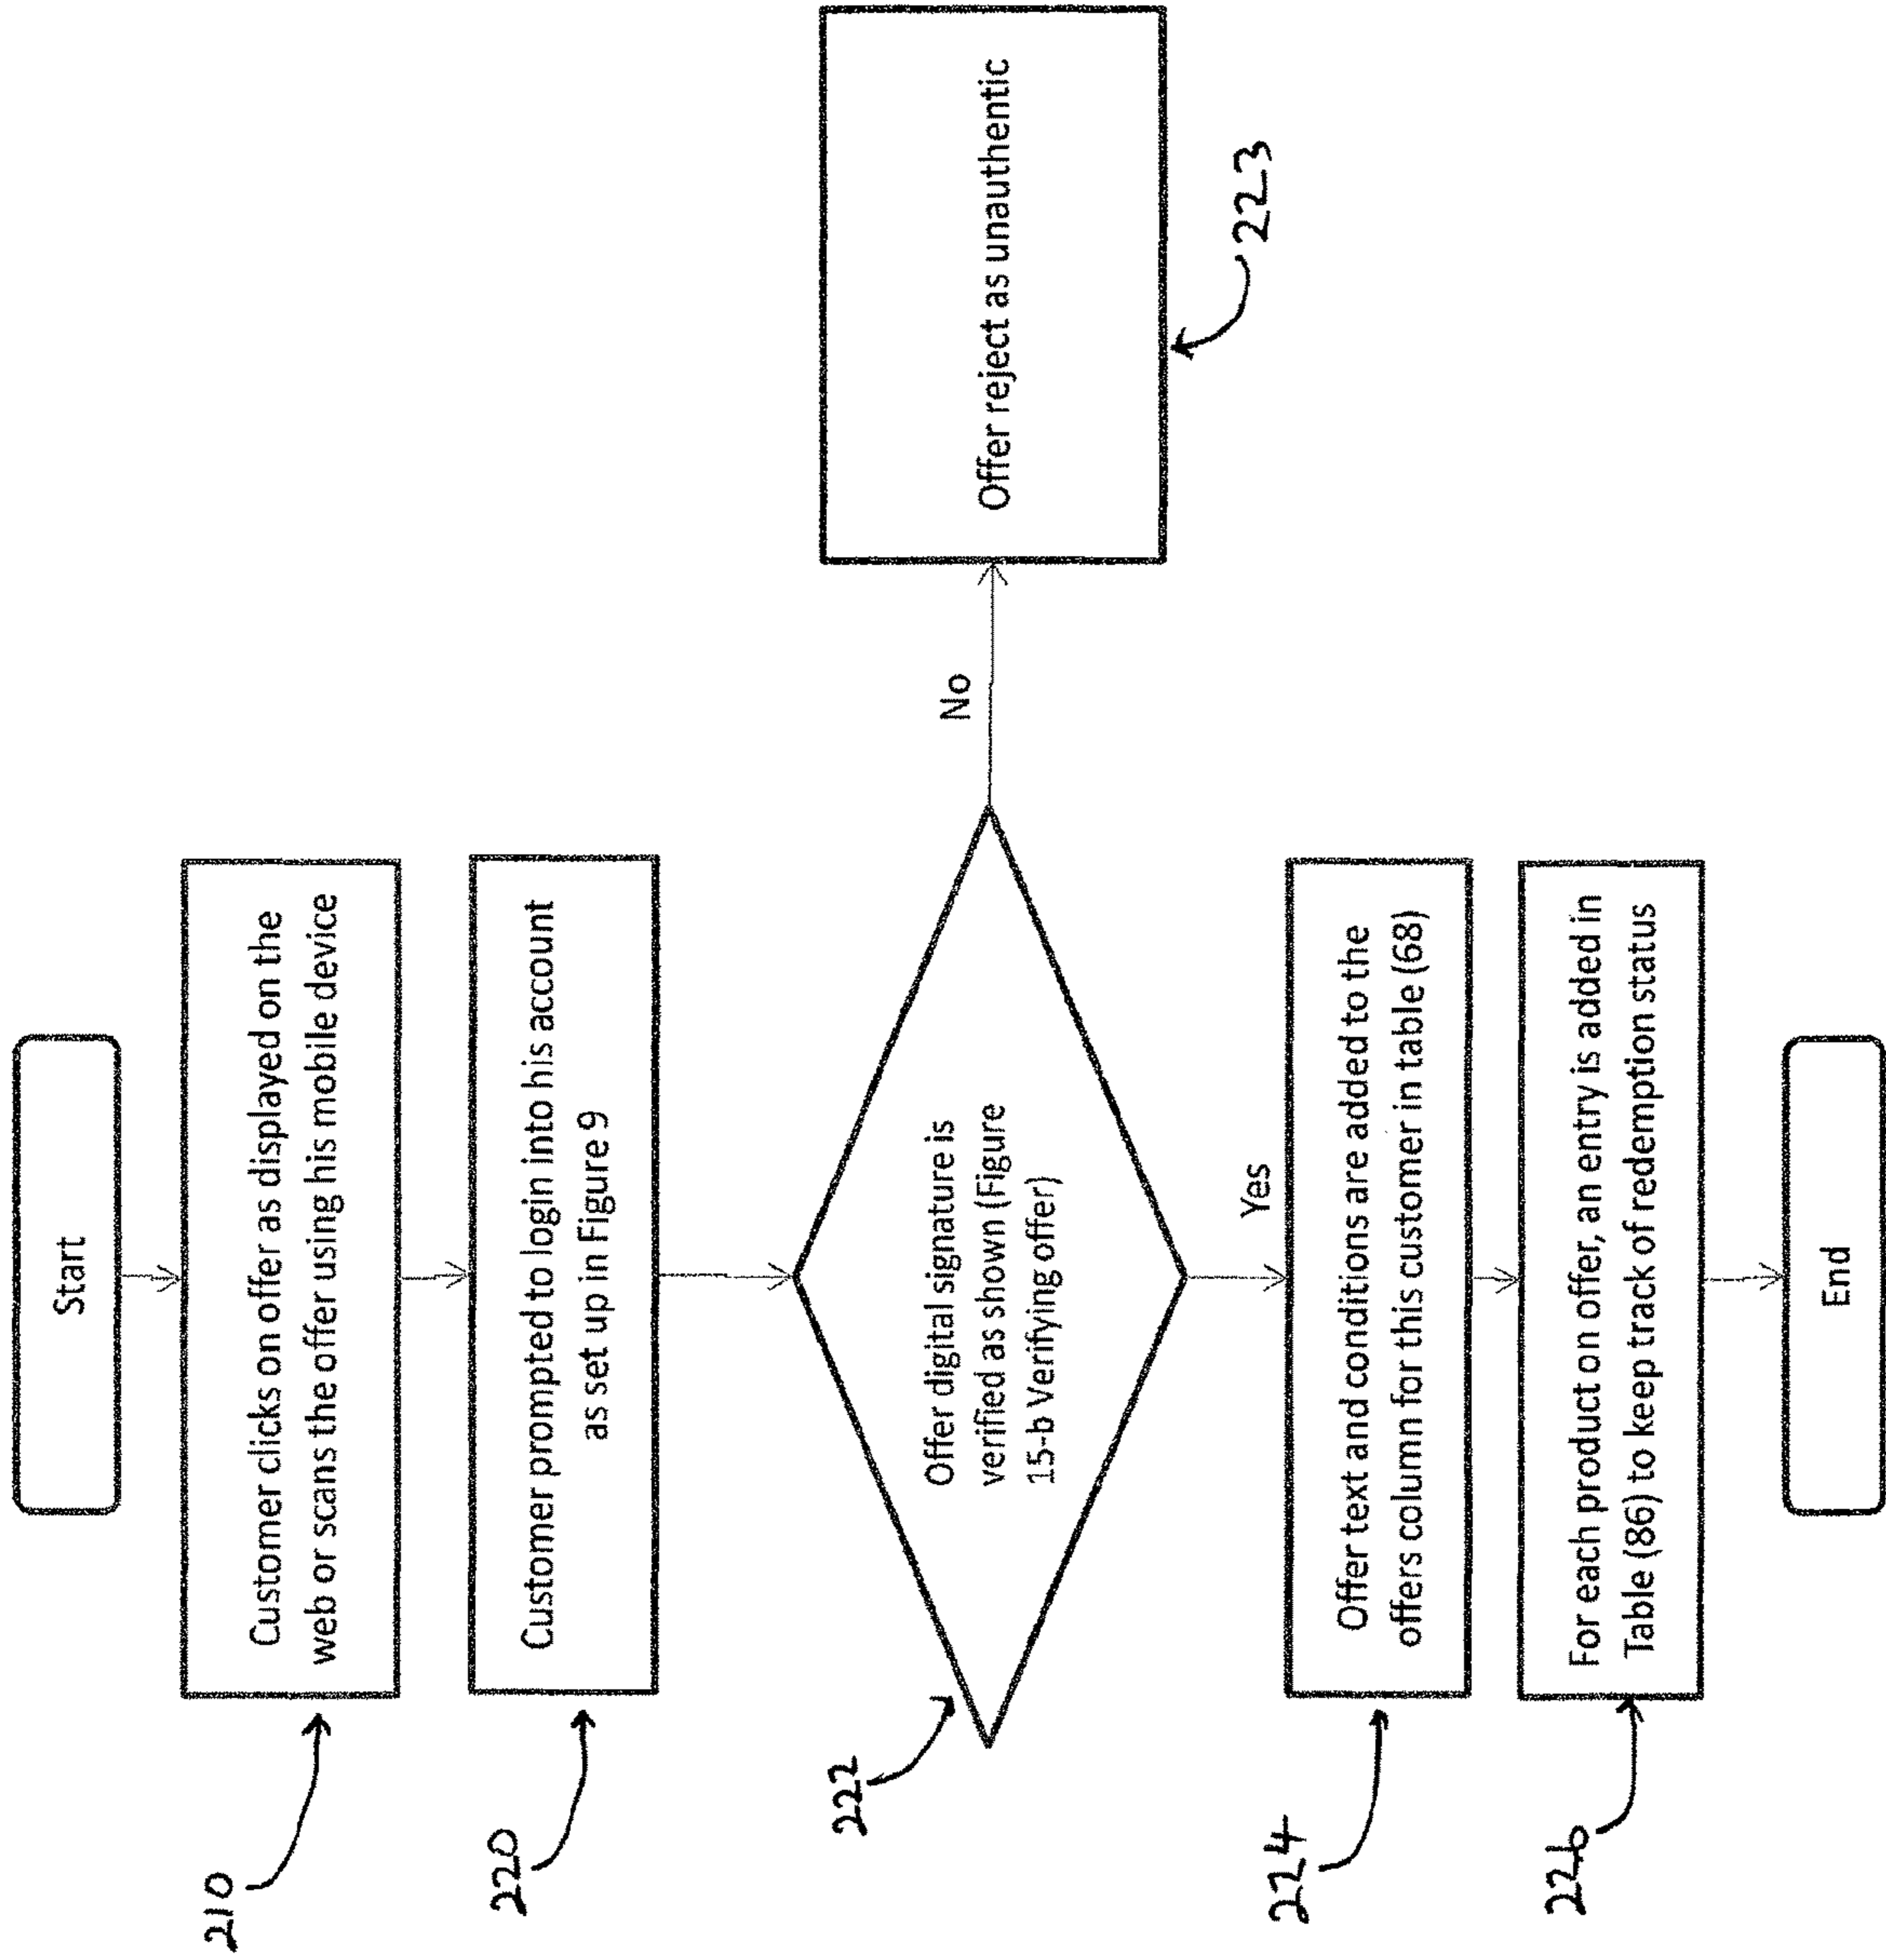 Start
210
Customer clicks on offer as displayed on the
web or scans the offer using his mobile device
220
Customer prompted to login into his account
as set up in Figure 9
222
Offer digital signature is
verified as shown (Figure
15-b Verifying offer)
No
Offer reject as unauthentic
223
Yes
224
Offer text and conditions are added to the
offers column for this customer in table (68)
226
For each product on offer, an entry is added in
Table (86) to keep track of redemption status
End